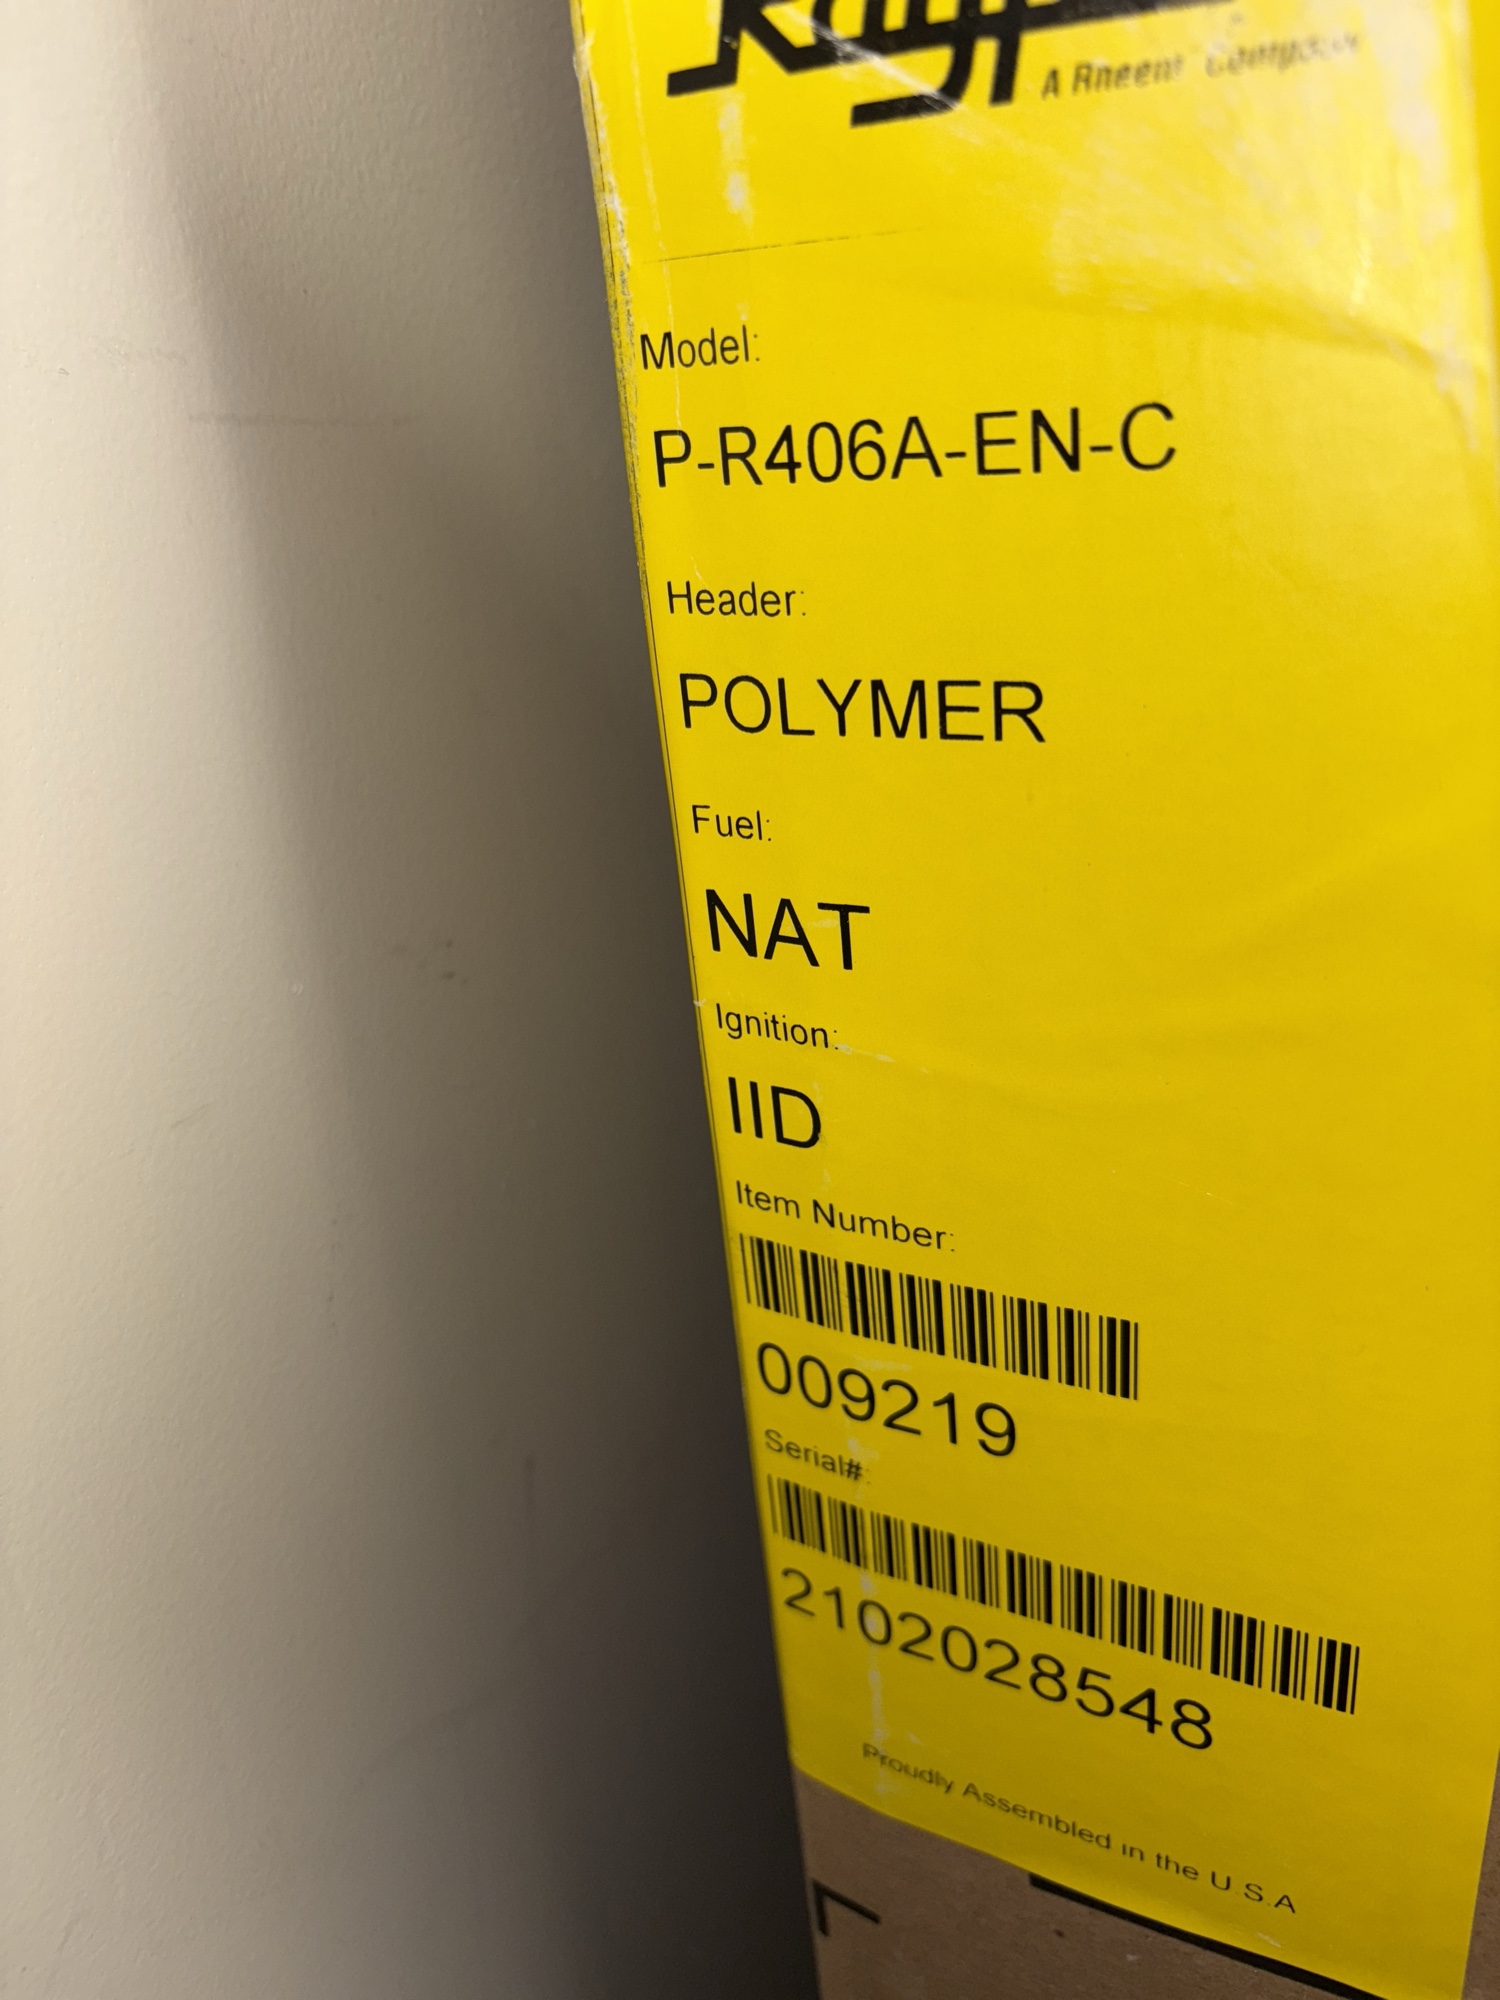 A Rheem Company
Model:
P-R406A-EN-C
Header:
POLYMER
Fuel:
NAT
Ignition:
IID
Item Number:
009219
Serial#:
2102028548
Proudly Assembled in the U.S.A